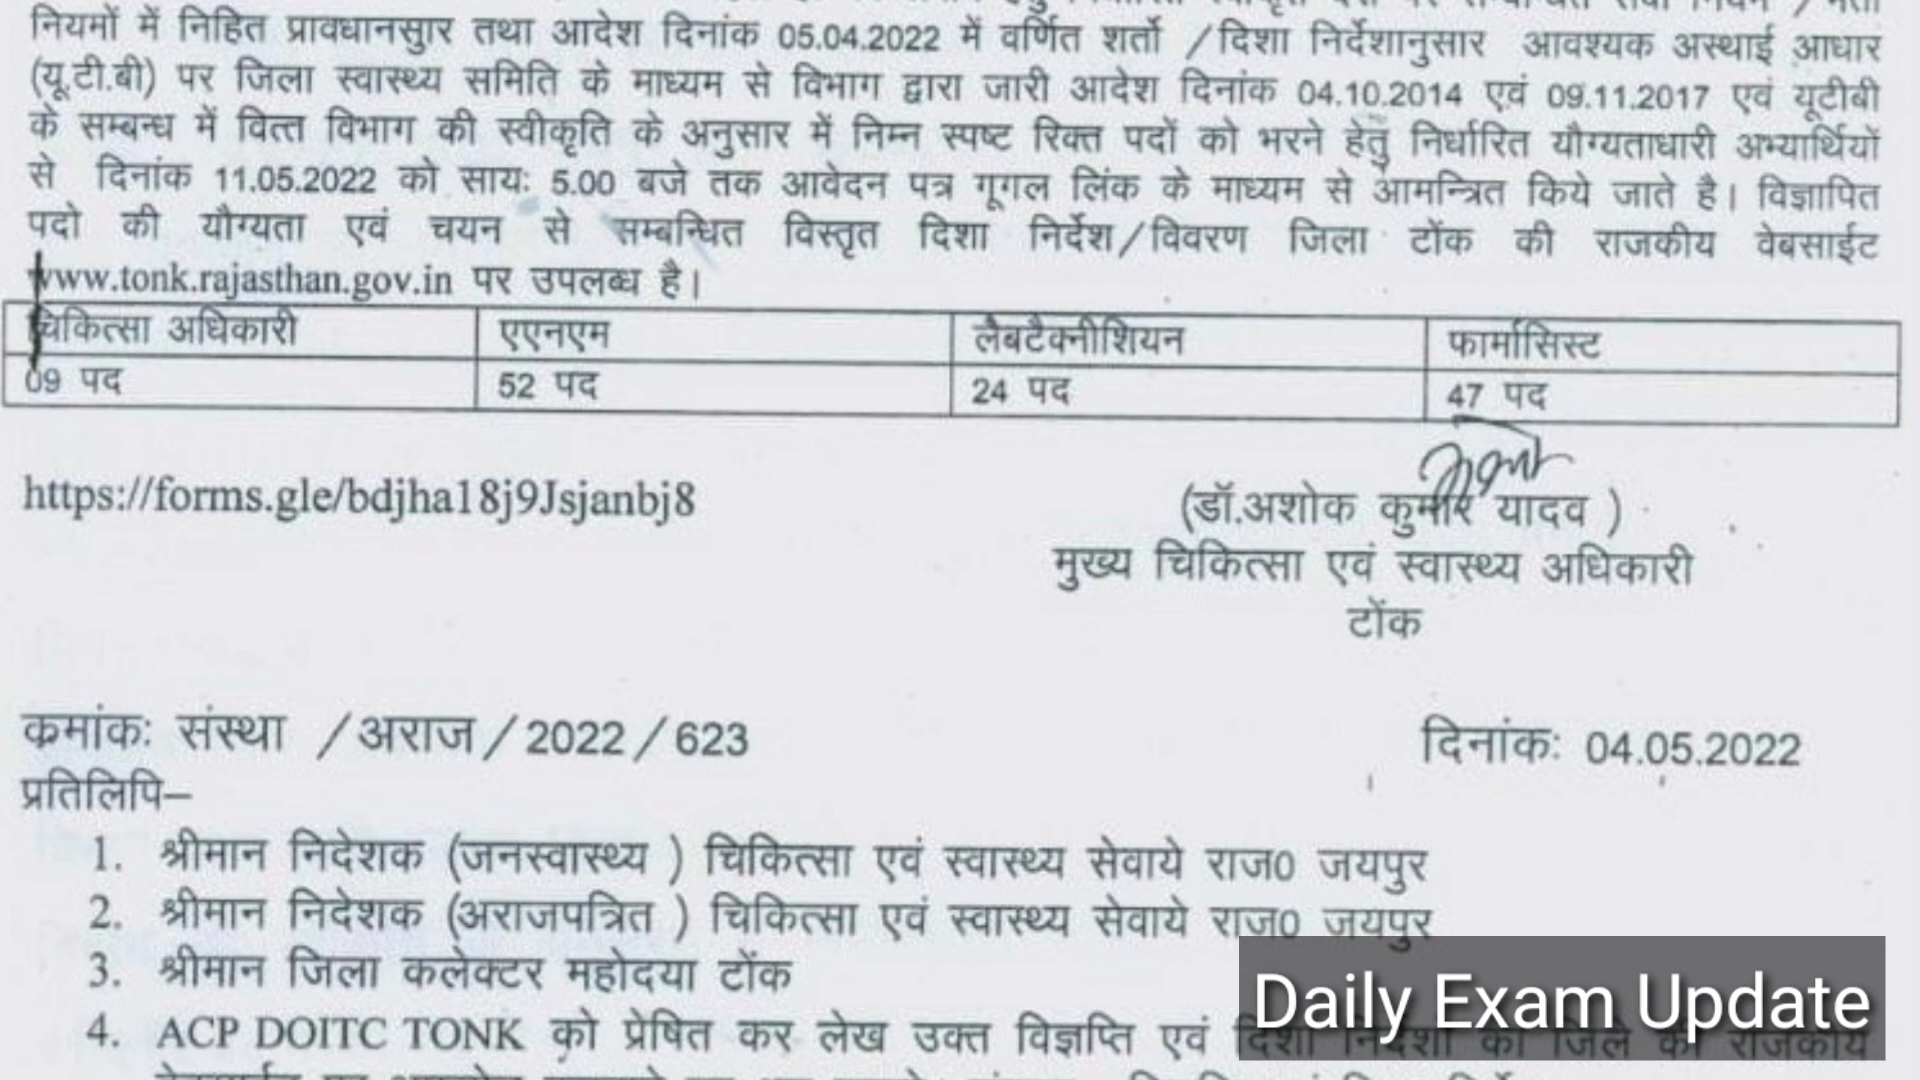 नियमों में निहित प्रावधानसुार तथा आदेश दिनांक 05.04.2022 में वर्णित शर्तो /दिशा निर्देशानुसार आवश्यक अस्थाई आधार
(यू.टी.बी) पर जिला स्वास्थ्य समिति के माध्यम से विभाग द्वारा जारी आदेश दिनांक 04.10.2014 एवं 09.11.2017 एवं यूटीबी
के सम्बन्ध में वित्त विभाग की स्वीकृति के अनुसार में निम्न स्पष्ट रिक्त पदों को भरने हेतु निर्धारित यौग्यताधारी अभ्यार्थियों
से दिनांक 11.05.2022 को सायः 5.00 बजे तक आवेदन पत्र गूगल लिंक के माध्यम से आमन्त्रित किये जाते है। विज्ञापित
पदो की यौग्यता एवं चयन से सम्बन्धित विस्तृत दिशा निर्देश/विवरण जिला टोंक की राजकीय वेबसाईट
www.tonk.rajasthan.gov.in पर उपलब्ध है।
चिकित्सा अधिकारी एएनएम लैबटैक्नीशियन फार्मासिस्ट
09 पद 52 पद 24 पद 47 पद
https://forms.gle/bdjha18j9Jsjanbj8
(डॉ.अशोक कुमार यादव )
मुख्य चिकित्सा एवं स्वास्थ्य अधिकारी
टोंक
कमांकः संस्था /अराज/2022/623 दिनांकः 04.05.2022
प्रतिलिपि–
1. श्रीमान निदेशक (जनस्वास्थ्य ) चिकित्सा एवं स्वास्थ्य सेवाये राज0 जयपुर
2. श्रीमान निदेशक (अराजपत्रित ) चिकित्सा एवं स्वास्थ्य सेवाये राज0 जयपुर
3. श्रीमान जिला कलेक्टर महोदया टोंक
4. ACP DOITC TONK को प्रेषित कर लेख उक्त विज्ञप्ति एवं दिशा निर्देशों को जिले की राजकीय
Daily Exam Update